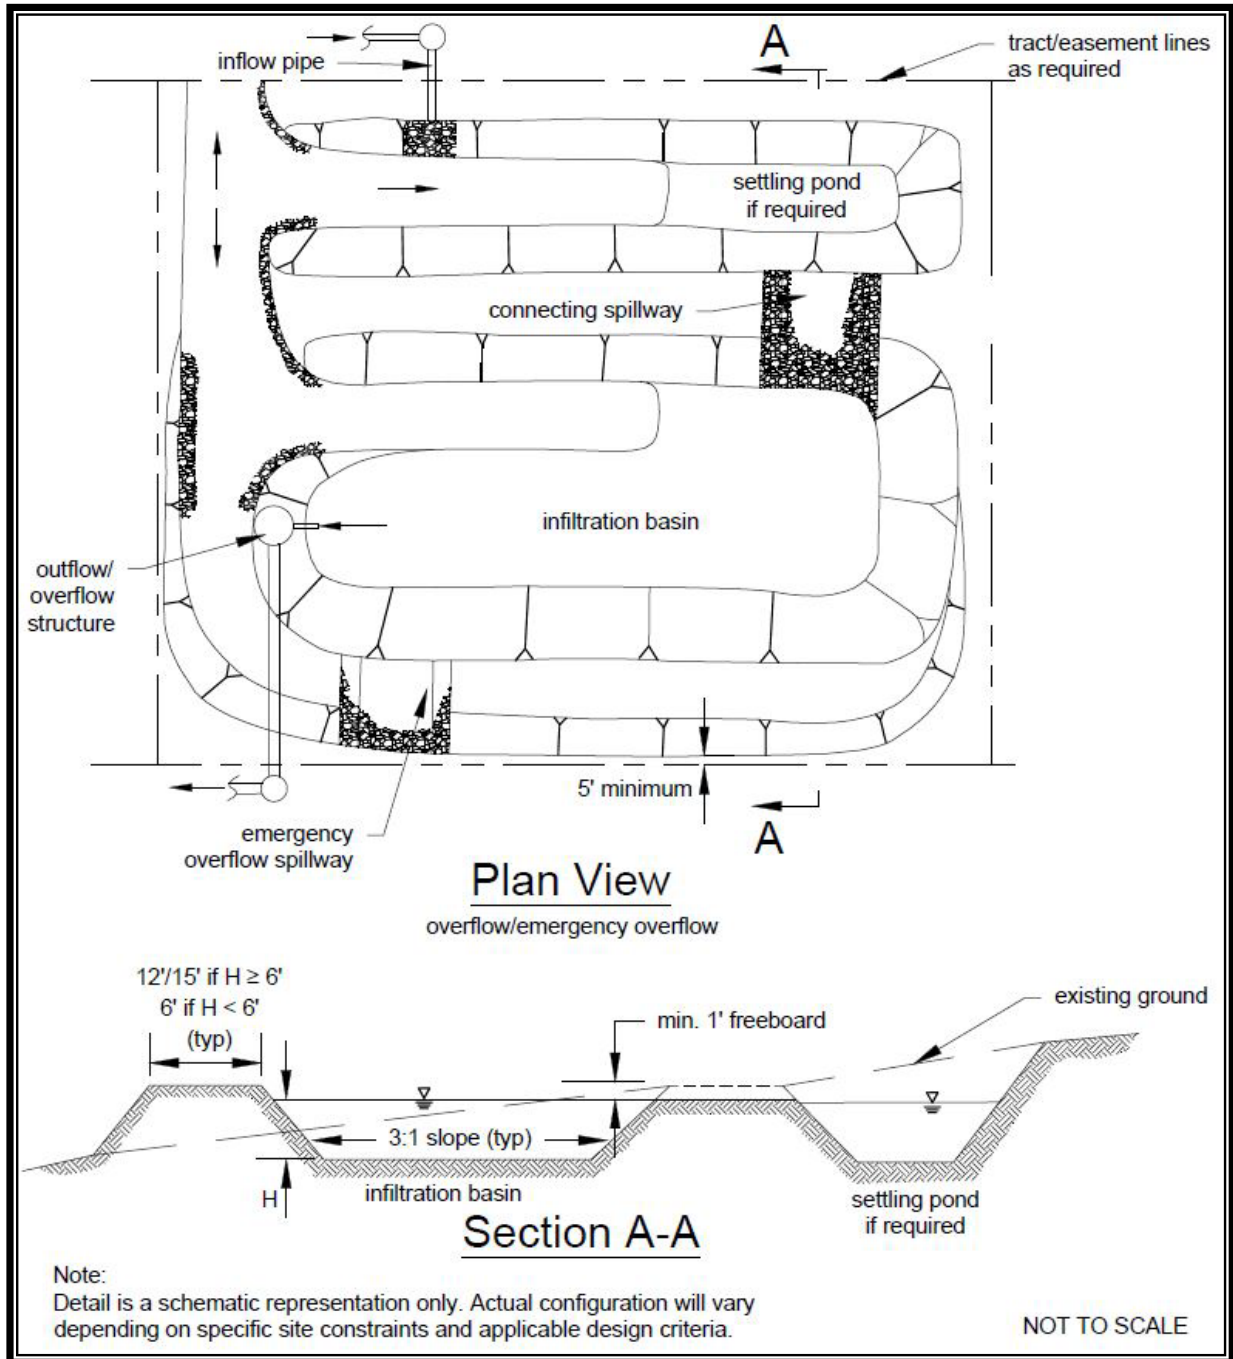 A
tract/easement lines
as required
inflow pipe
settling pond
if required
connecting spillway
infiltration basin
outflow/
overflow
structure
5' minimum
A
emergency
overflow spillway
Plan View
overflow/emergency overflow
12'/15' if H ≥ 6'
6' if H < 6'
(typ)
min. 1' freeboard
existing ground
3:1 slope (typ)
H
infiltration basin
settling pond
if required
Section A-A
Note:
Detail is a schematic representation only. Actual configuration will vary
depending on specific site constraints and applicable design criteria.
NOT TO SCALE